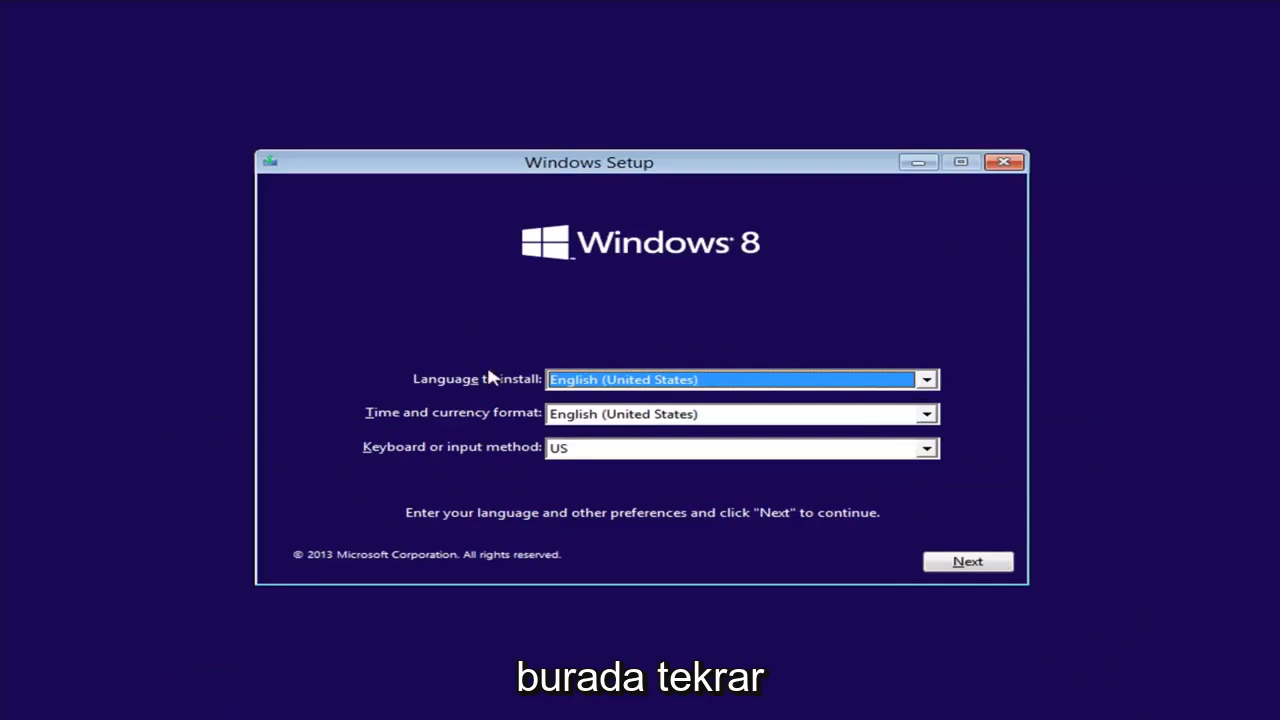 Windows Setup
Windows 8
Language to install: English (United States)
Time and currency format: English (United States)
Keyboard or input method: US
Enter your language and other preferences and click "Next" to continue.
© 2013 Microsoft Corporation. All rights reserved.
Next
burada tekrar